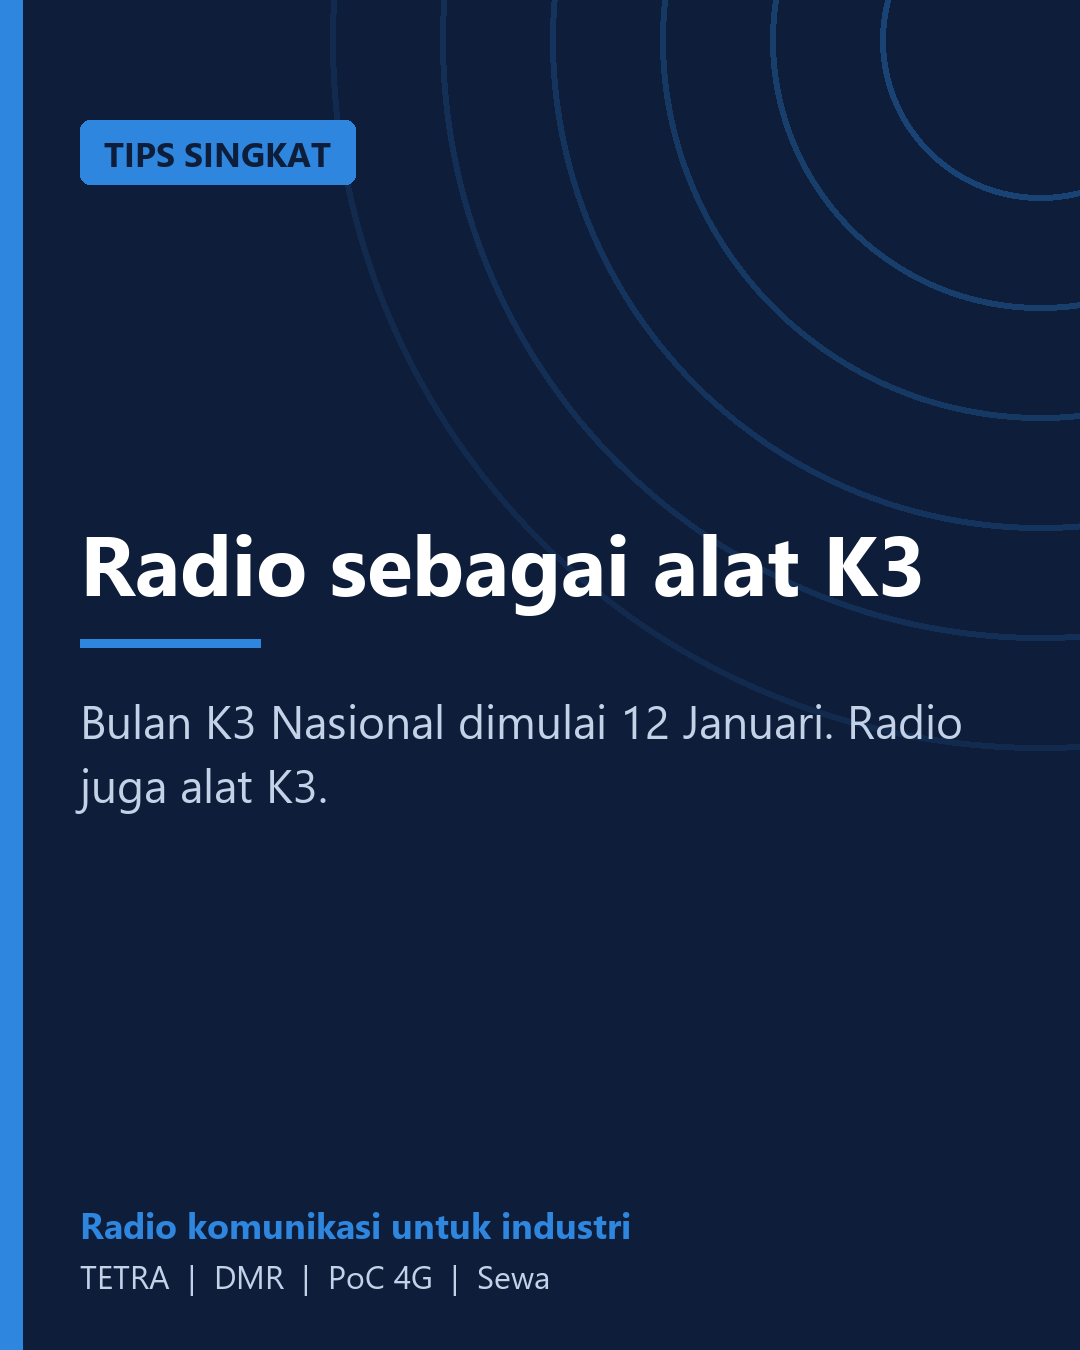 TIPS SINGKAT
Radio sebagai alat K3
Bulan K3 Nasional dimulai 12 Januari. Radio
juga alat K3.
Radio komunikasi untuk industri
TETRA | DMR | PoC 4G | Sewa